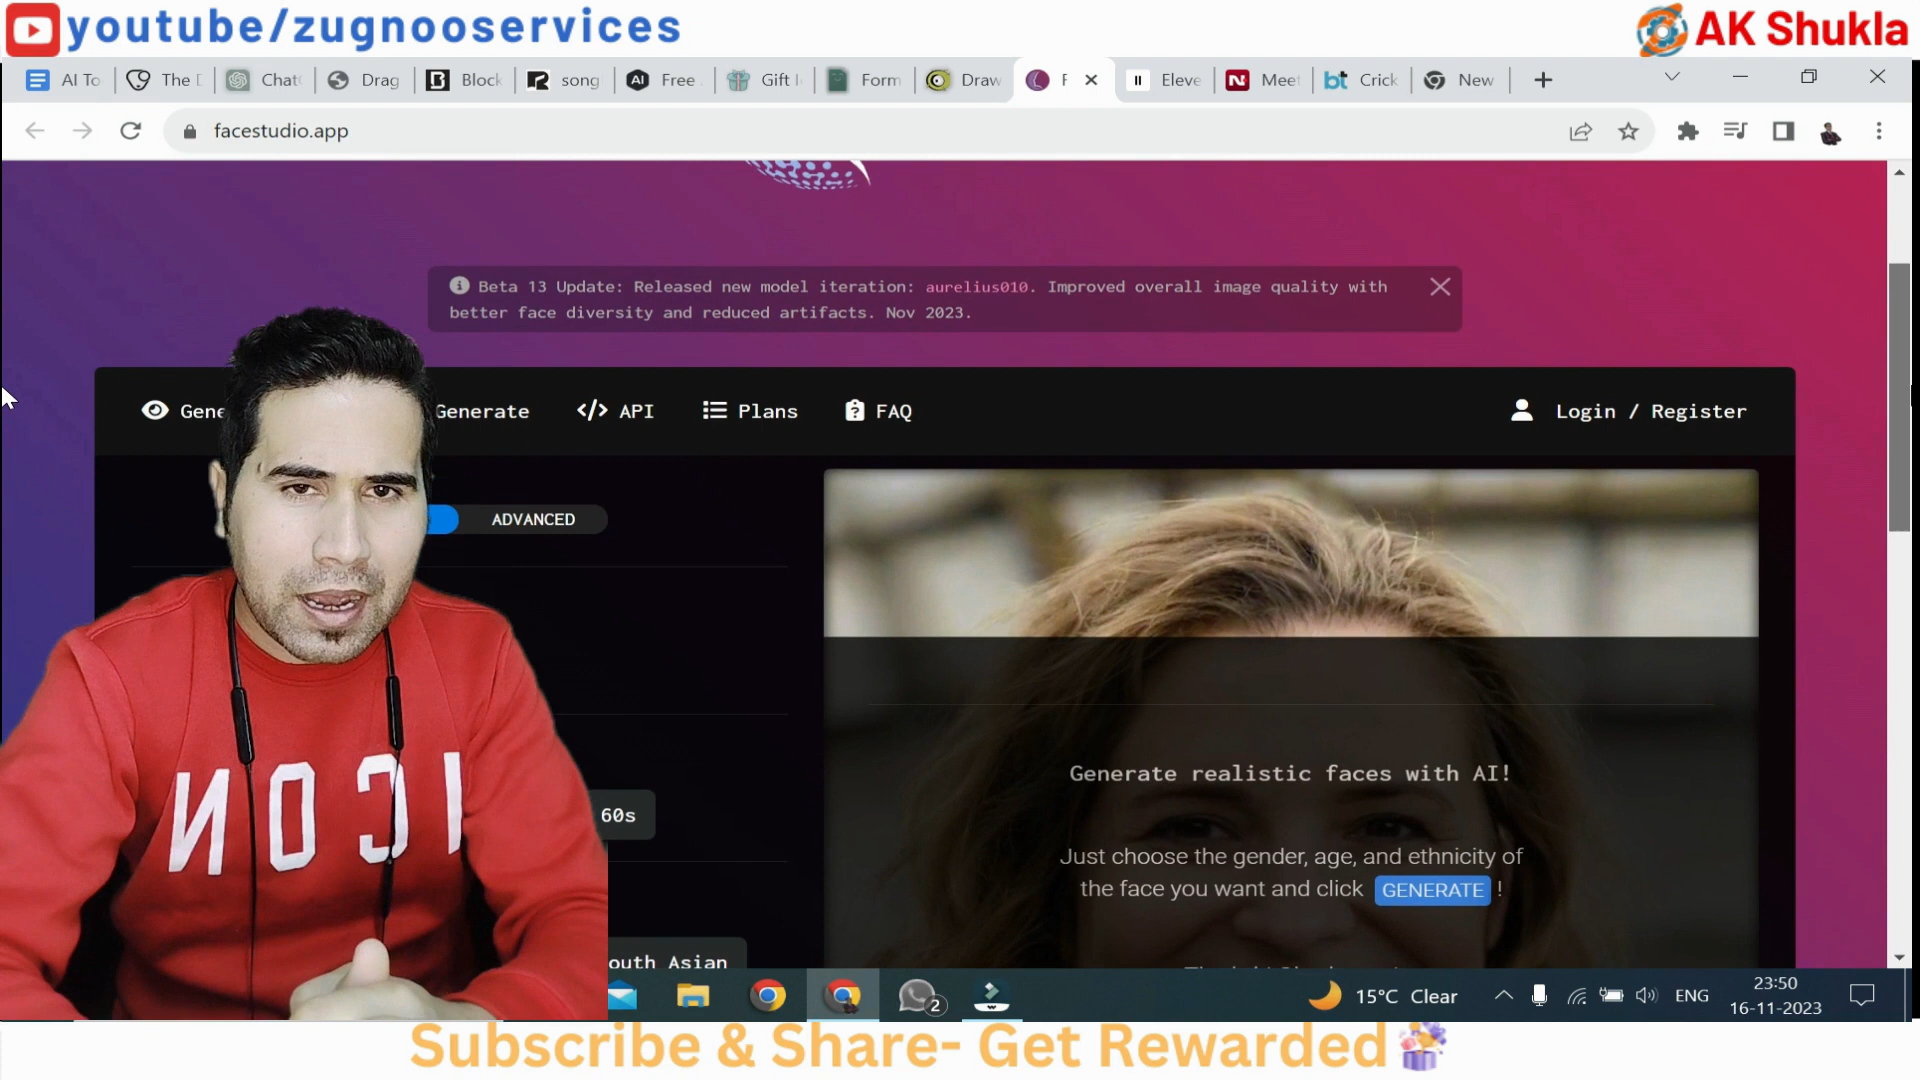 youtube/zugnooservices
AK Shukla
AI To
The D
Chat
Drag
Block
song
AI
Free
Gift I
Form
Draw
F
Eleve
Meet
bt
Crick
New
facestudio.app
Beta 13 Update: Released new model iteration: aurelius010. Improved overall image quality with
better face diversity and reduced artifacts. Nov 2023.
Gene
Generate
</> API
Plans
FAQ
Login / Register
ADVANCED
Generate realistic faces with AI!
60s
Just choose the gender, age, and ethnicity of
the face you want and click GENERATE !
ICON
outh Asian
2
15°C Clear
ENG
23:50
16-11-2023
Subscribe & Share- Get Rewarded